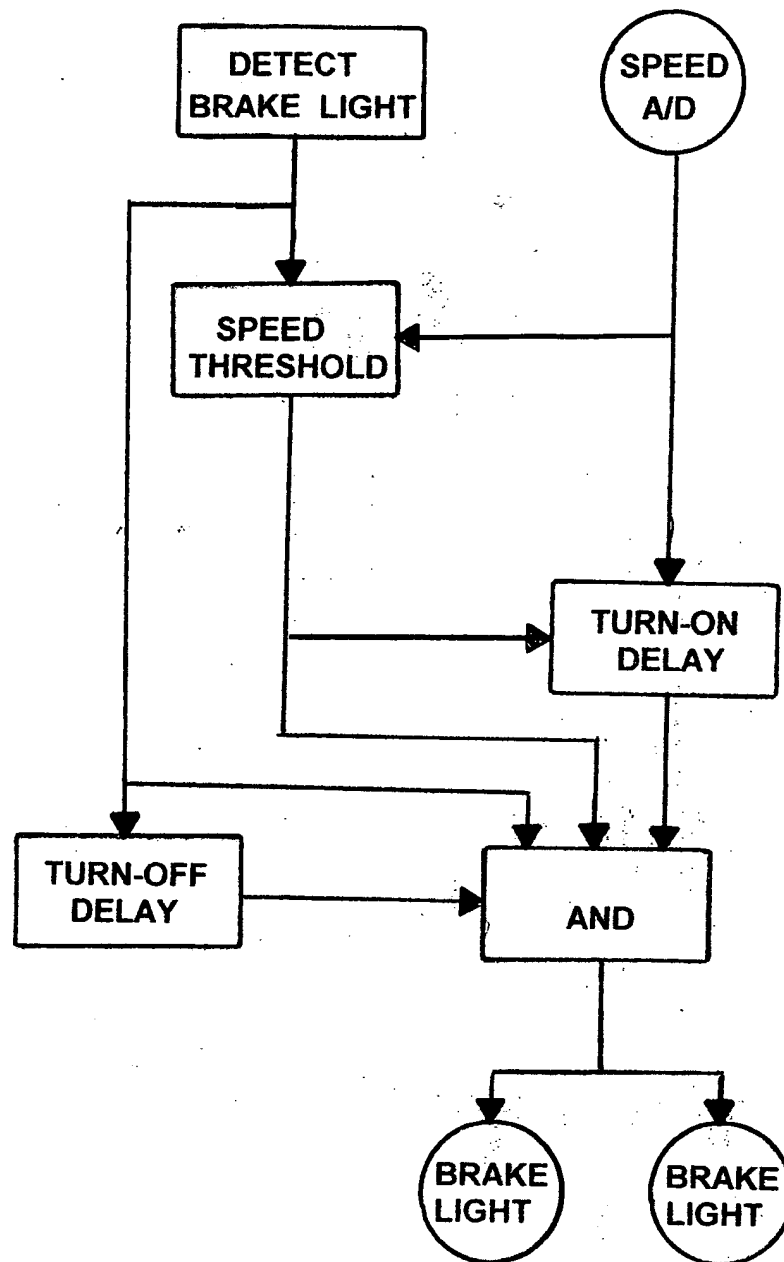 DETECT
BRAKE LIGHT
SPEED
A/D
SPEED
THRESHOLD
TURN-ON
DELAY
TURN-OFF
DELAY
AND
BRAKE
LIGHT
BRAKE
LIGHT